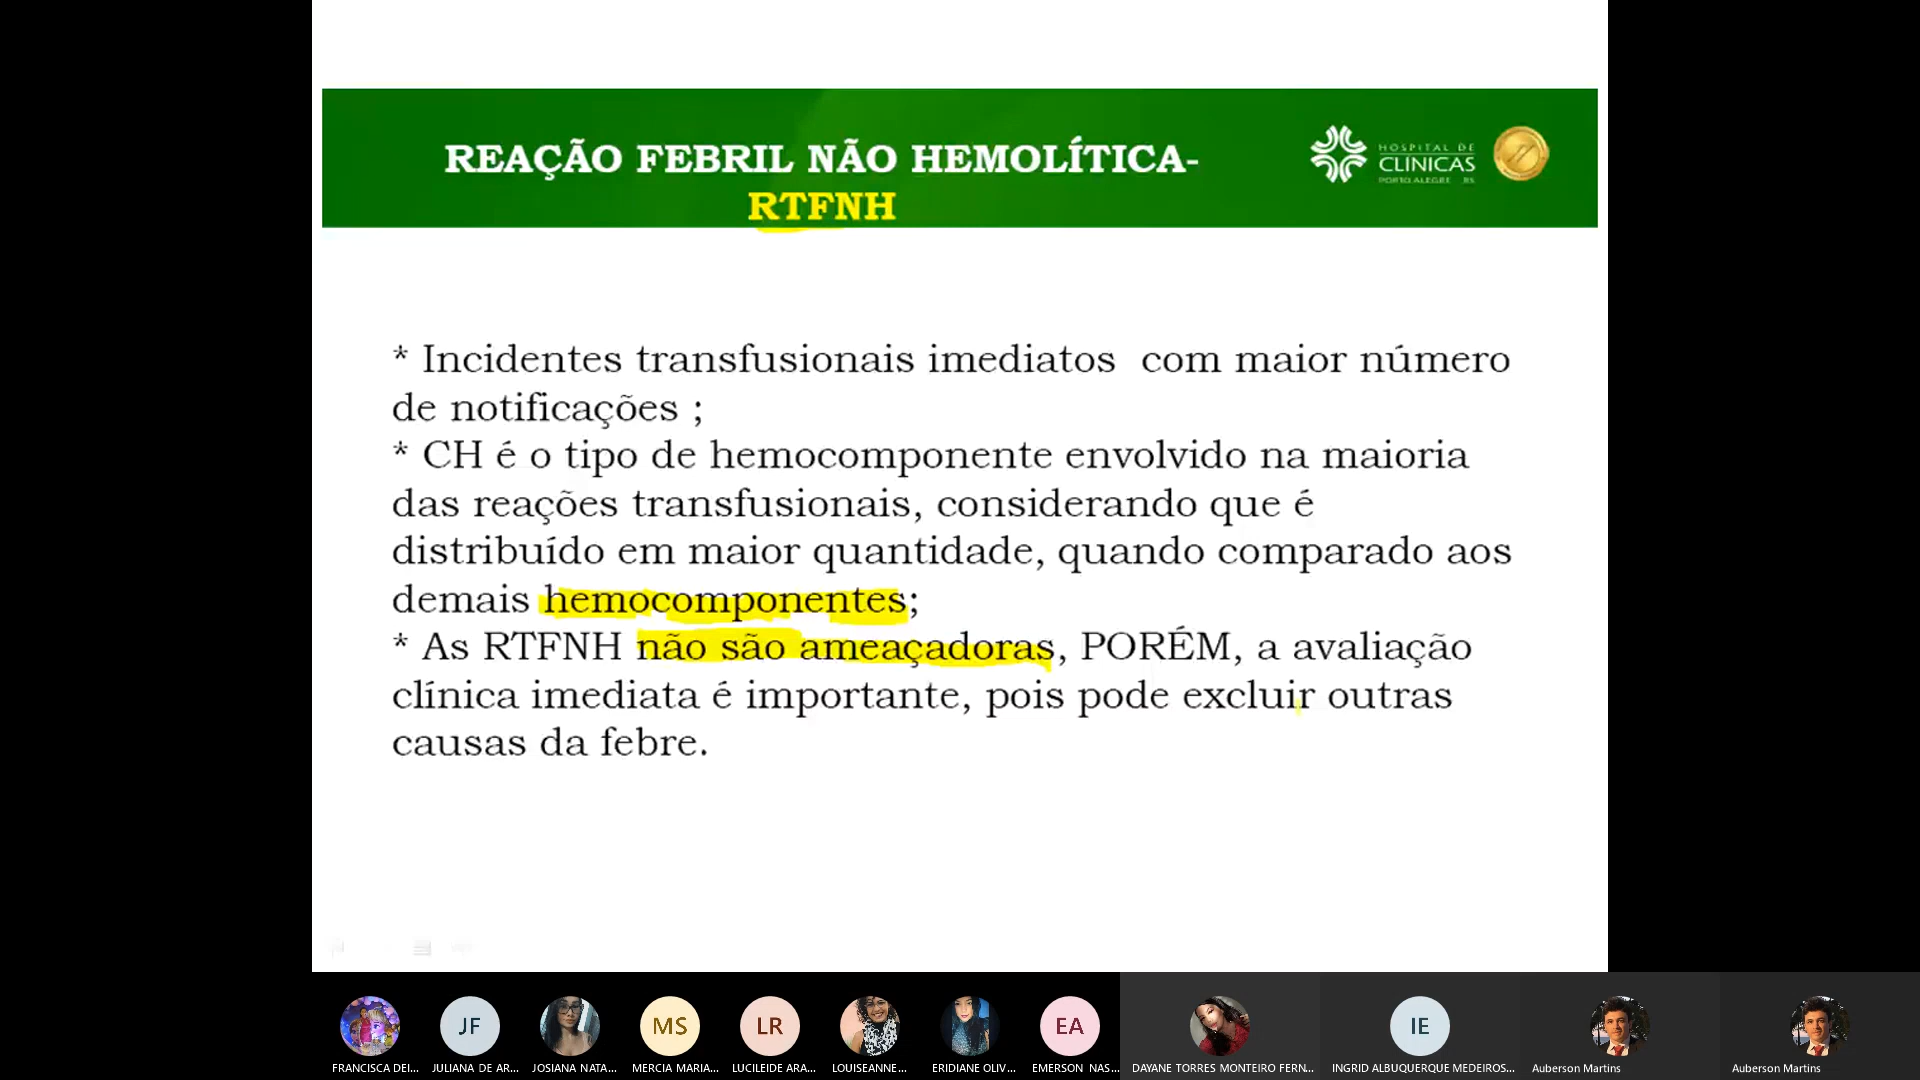 REAÇÃO FEBRIL NÃO HEMOLÍTICA-
RTFNH
HOSPITAL DE
CLÍNICAS
PORTO ALEGRE RS
* Incidentes transfusionais imediatos com maior número
de notificações ;
* CH é o tipo de hemocomponente envolvido na maioria
das reações transfusionais, considerando que é
distribuído em maior quantidade, quando comparado aos
demais hemocomponentes;
* As RTFNH não são ameaçadoras, PORÉM, a avaliação
clínica imediata é importante, pois pode excluir outras
causas da febre.
JF
MS
LR
EA
IE
FRANCISCA DEI...
JULIANA DE AR...
JOSIANA NATA...
MERCIA MARIA...
LUCILEIDE ARA...
LOUISEANNE...
ERIDIANE OLIV...
EMERSON NAS...
DAYANE TORRES MONTEIRO FERN...
INGRID ALBUQUERQUE MEDEIROS...
Auberson Martins
Auberson Martins